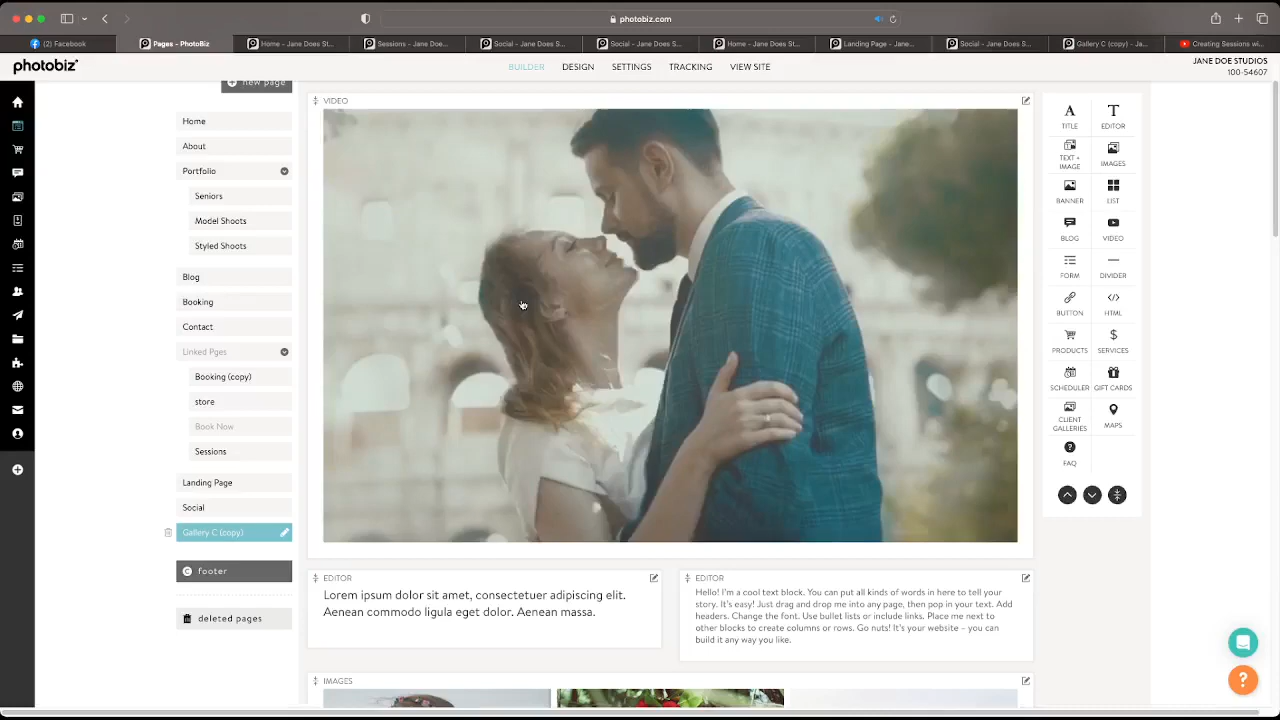 photobiz.com
(2) Facebook
Pages - PhotoBiz
Home - Jane Does St...
Sessions - Jane Doe...
Social - Jane Does S...
Social - Jane Does S...
Home - Jane Does St...
Landing Page - Jane...
Social - Jane Does S...
Gallery C (copy) - Ja...
Creating Sessions wi...
photobiz
BUILDER
DESIGN
SETTINGS
TRACKING
VIEW SITE
JANE DOE STUDIOS
100-54607
new page
Home
About
Portfolio
Seniors
Model Shoots
Styled Shoots
Blog
Booking
Contact
Linked Pges
Booking (copy)
store
Book Now
Sessions
Landing Page
Social
Gallery C (copy)
footer
deleted pages
VIDEO
EDITOR
Lorem ipsum dolor sit amet, consectetuer adipiscing elit.
Aenean commodo ligula eget dolor. Aenean massa.
EDITOR
Hello! I'm a cool text block. You can put all kinds of words in here to tell your
story. It's easy! Just drag and drop me into any page, then pop in your text. Add
headers. Change the font. Use bullet lists or include links. Place me next to
other blocks to create columns or rows. Go nuts! It's your website – you can
build it any way you like.
IMAGES
A
TITLE
T
EDITOR
TEXT +
IMAGE
IMAGES
BANNER
LIST
BLOG
VIDEO
FORM
DIVIDER
BUTTON
HTML
PRODUCTS
SERVICES
SCHEDULER
GIFT CARDS
CLIENT
GALLERIES
MAPS
FAQ